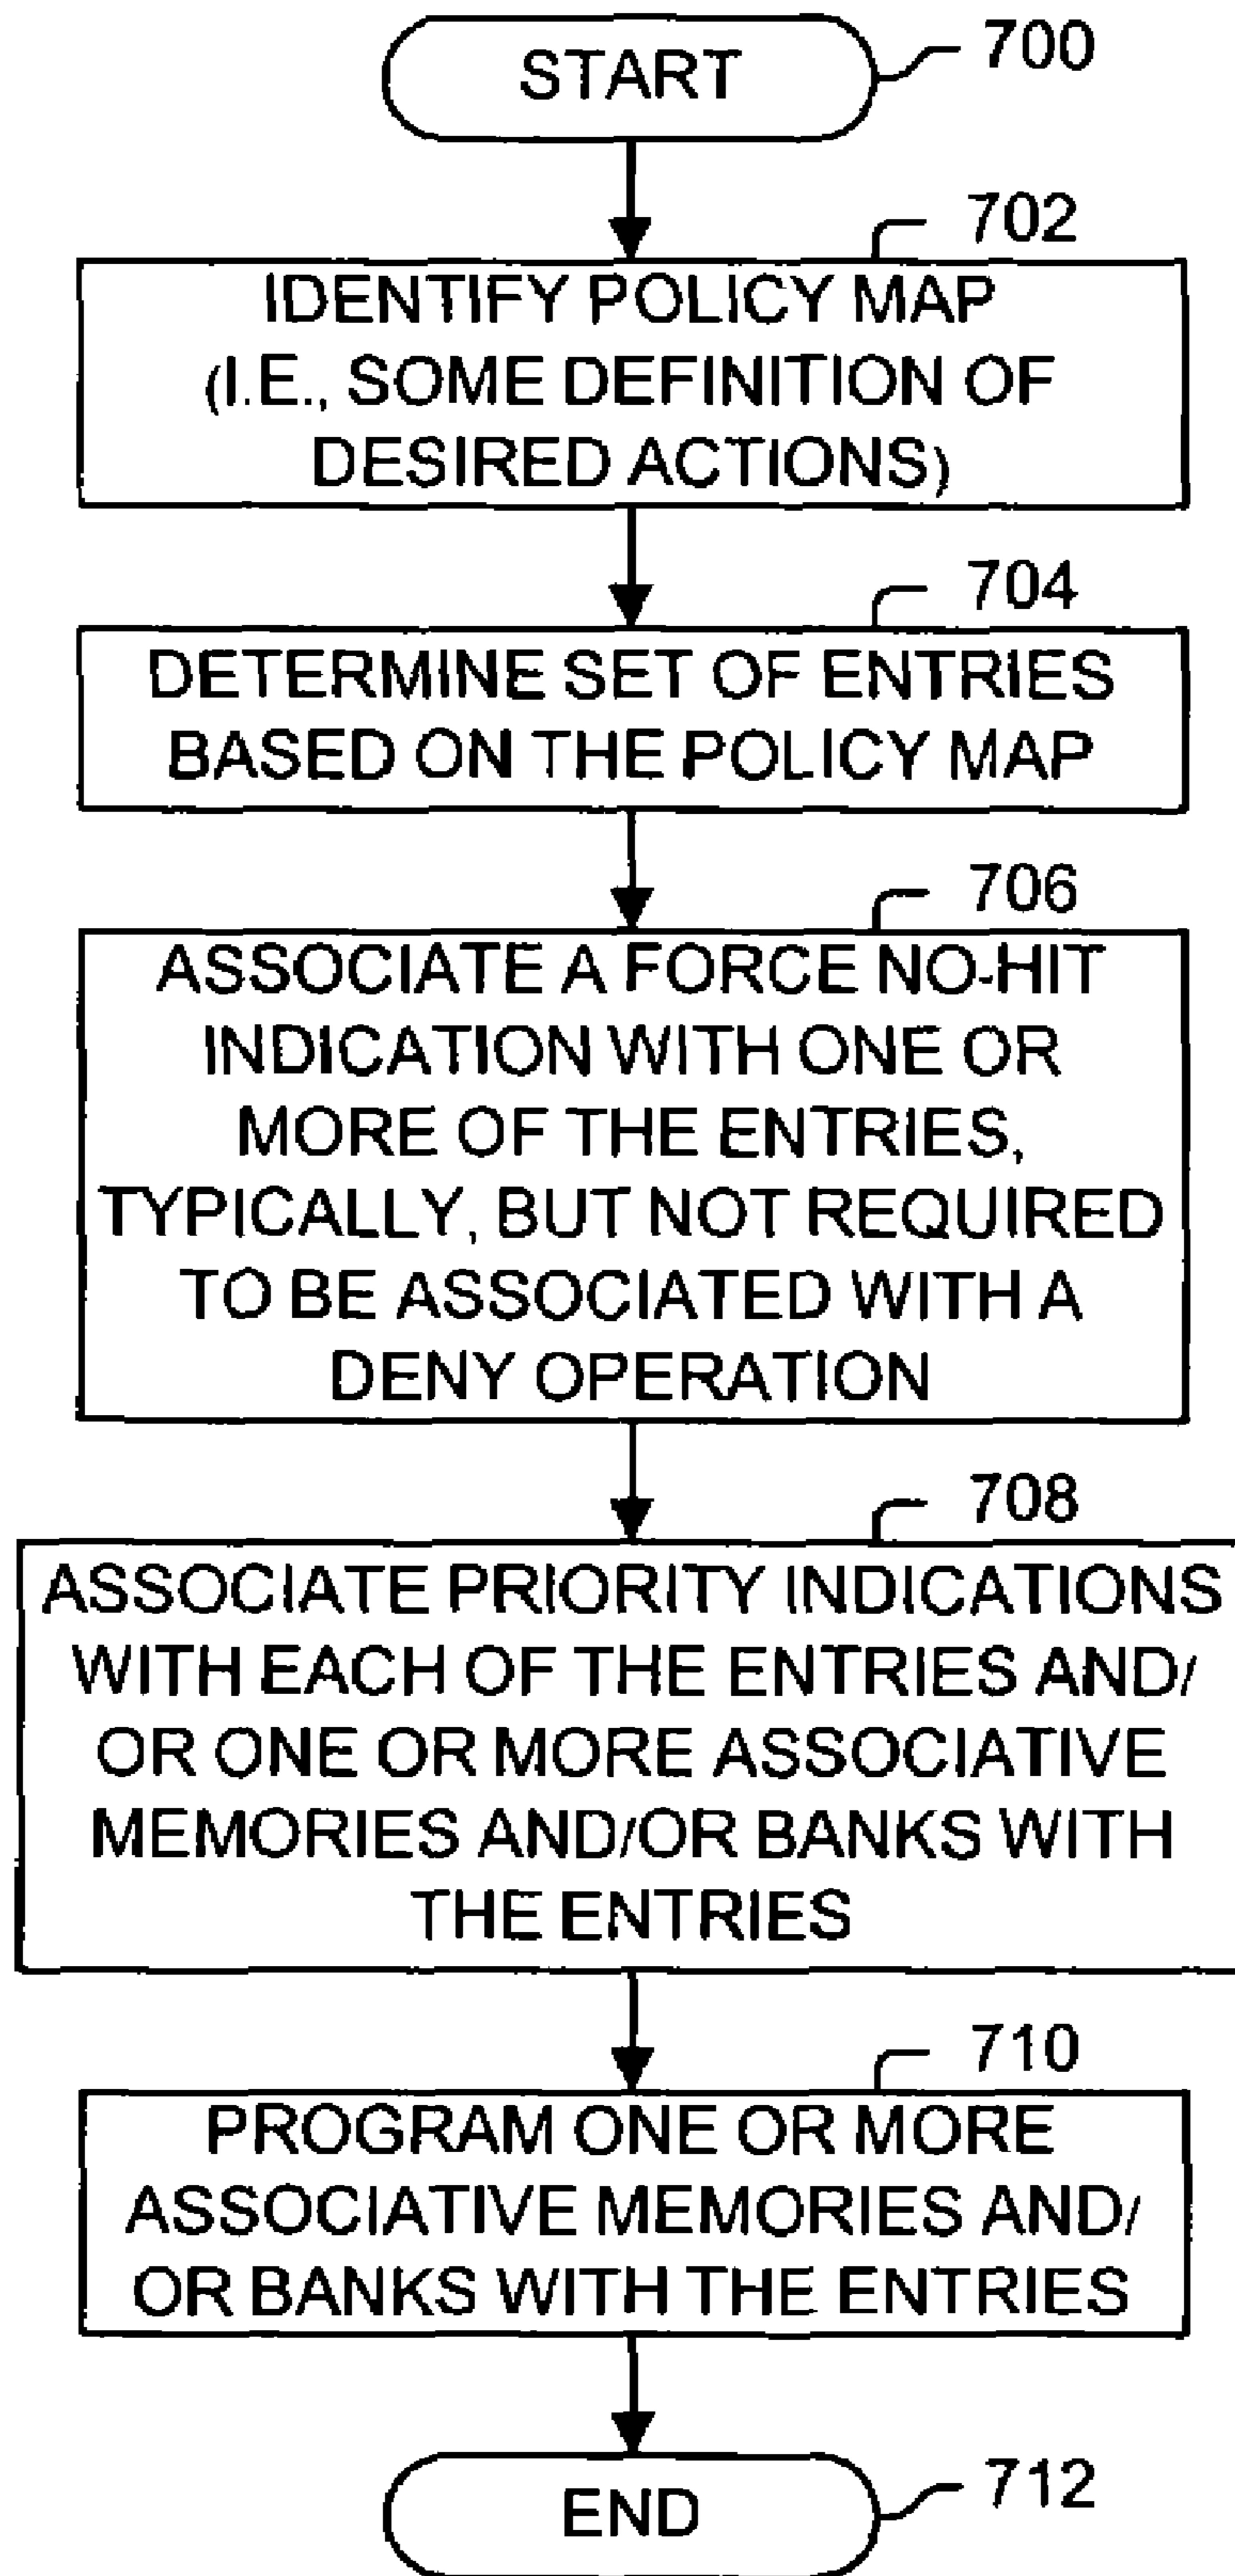 START
700
702
IDENTIFY POLICY MAP
(I.E., SOME DEFINITION OF
DESIRED ACTIONS)
704
DETERMINE SET OF ENTRIES
BASED ON THE POLICY MAP
706
ASSOCIATE A FORCE NO-HIT
INDICATION WITH ONE OR
MORE OF THE ENTRIES,
TYPICALLY, BUT NOT REQUIRED
TO BE ASSOCIATED WITH A
DENY OPERATION
708
ASSOCIATE PRIORITY INDICATIONS
WITH EACH OF THE ENTRIES AND/
OR ONE OR MORE ASSOCIATIVE
MEMORIES AND/OR BANKS WITH
THE ENTRIES
710
PROGRAM ONE OR MORE
ASSOCIATIVE MEMORIES AND/
OR BANKS WITH THE ENTRIES
END
712